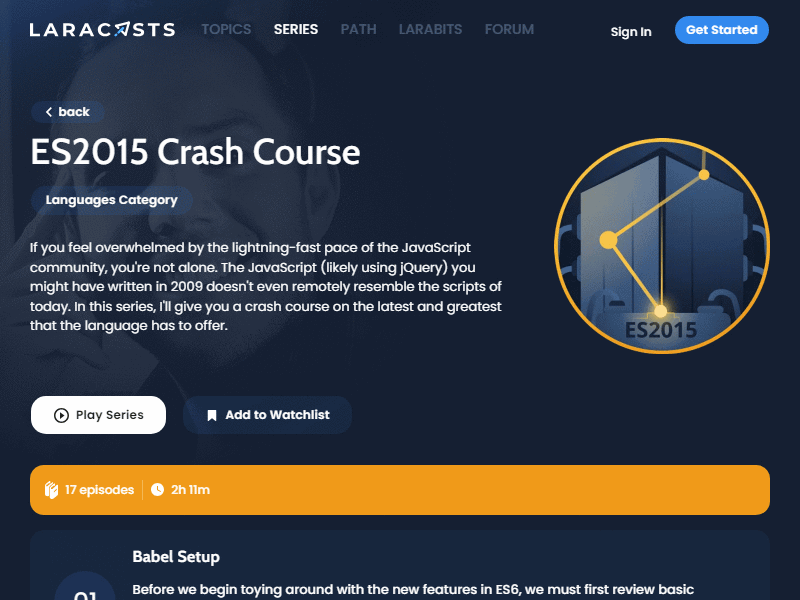 LARACASTS TOPICS SERIES PATH LARABITS FORUM Sign In Get Started
back
ES2015 Crash Course
Languages Category
If you feel overwhelmed by the lightning-fast pace of the JavaScript
community, you're not alone. The JavaScript (likely using jQuery) you
might have written in 2009 doesn't even remotely resemble the scripts of
today. In this series, I'll give you a crash course on the latest and greatest
that the language has to offer.
ES2015
Play Series Add to Watchlist
17 episodes 2h 11m
Babel Setup
01
Before we begin toying around with the new features in ES6, we must first review basic